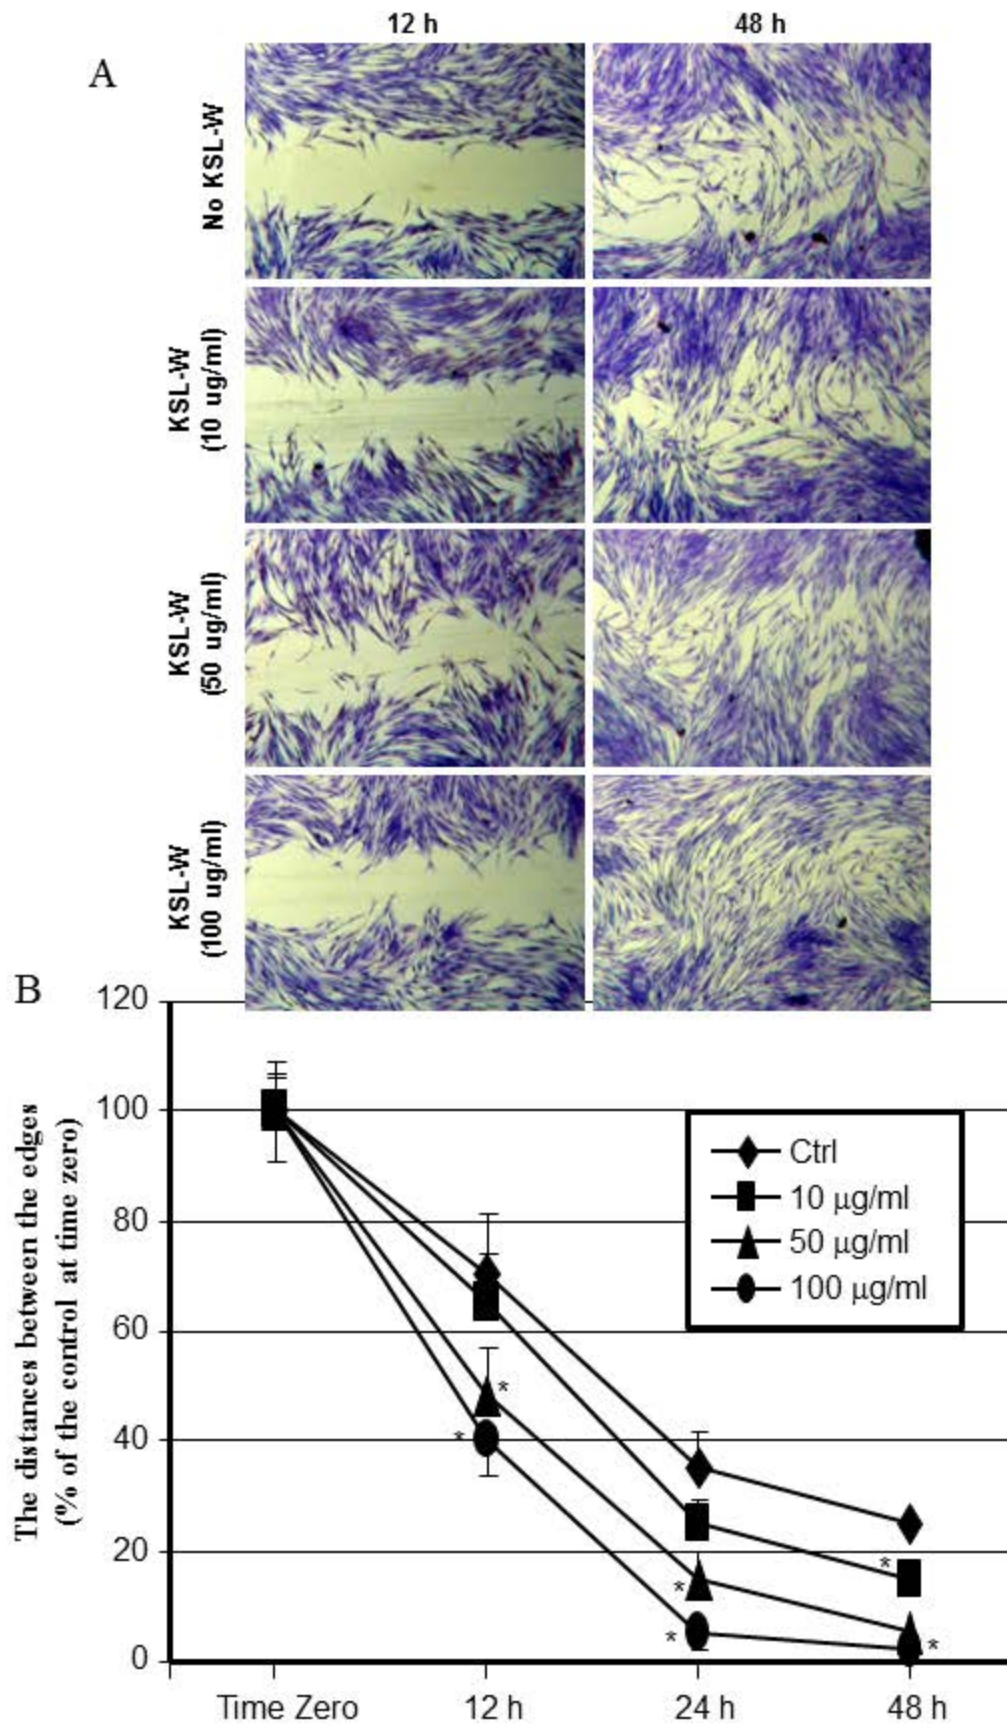 12 h 48 h
A
No KSL-W
KSL-W
(10 ug/ml)
KSL-W
(50 ug/ml)
KSL-W
(100 ug/ml)
B
The distances between the edges
(% of the control at time zero)
120
100
80
60
40
20
0
Ctrl
10 μg/ml
50 μg/ml
100 μg/ml
*
*
*
*
*
*
Time Zero 12 h 24 h 48 h